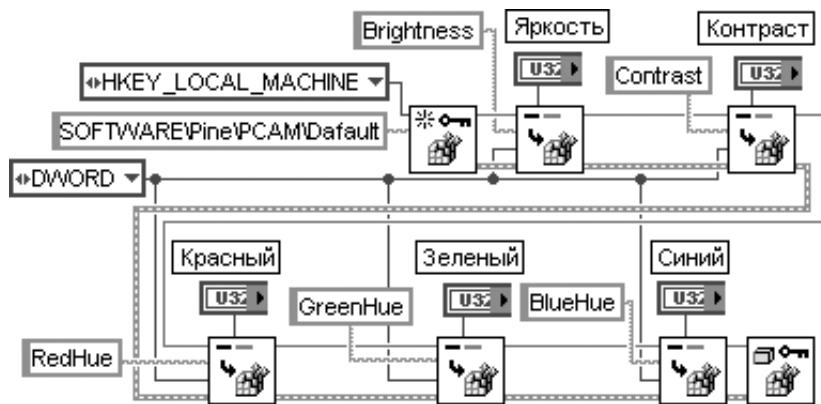 Brightness
Яркость
Контраст
U32
U32
HKEY_LOCAL_MACHINE
Contrast
SOFTWARE\Pine\PCAM\Dafault
DWORD
Красный
Зеленый
Синий
U32
U32
U32
GreenHue
BlueHue
RedHue